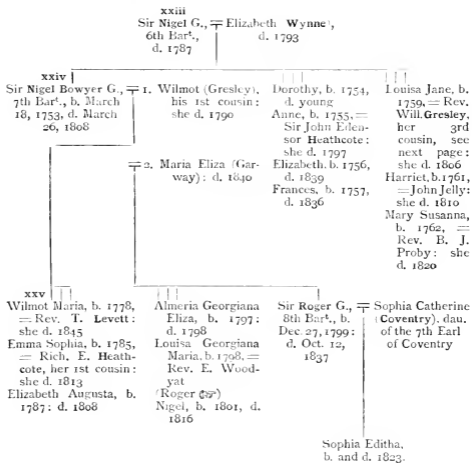 xxiii
Sir Nigel G., = Elizabeth Wynne,
6th Bart., d. 1793
d. 1787
xxiv
Sir Nigel Bowyer G., =
7th Bart., b. March
18, 1753, d. March
26, 1808
1. Wilmot (Gresley),
his 1st cousin:
she d. 1790
= 2. Maria Eliza (Gar-
way): d. 1840
Dorothy, b. 1754,
d. young
Anne, b. 1755, =
Sir John Eden-
sor Heathcote:
she d. 1797
Elizabeth, b. 1756,
d. 1839
Frances, b. 1757,
d. 1836
Louisa Jane, b.
1759, = Rev.
Will. Gresley,
her 3rd
cousin, see
next page:
she d. 1806
Harriet, b. 1761,
= John Jelly:
she d. 1810
Mary Susanna,
b. 1762, =
Rev. B. J.
Proby: she
d. 1820
xxv
Wilmot Maria, b. 1778,
= Rev. T. Levett:
she d. 1845
Emma Sophia, b. 1785,
= Rich. E. Heath-
cote, her 1st cousin:
she d. 1813
Elizabeth Augusta, b.
1787: d. 1808
Almeria Georgiana
Eliza, b. 1797:
d. 1798
Louisa Georgiana
Maria, b. 1798, =
Rev. E. Wood-
yat
(Roger ☞)
Nigel, b. 1801, d.
1816
Sir Roger G., =
8th Bart., b.
Dec. 27, 1799:
d. Oct. 12,
1837
Sophia Catherine
(Coventry), dau.
of the 7th Earl
of Coventry
Sophia Editha,
b. and d. 1823.